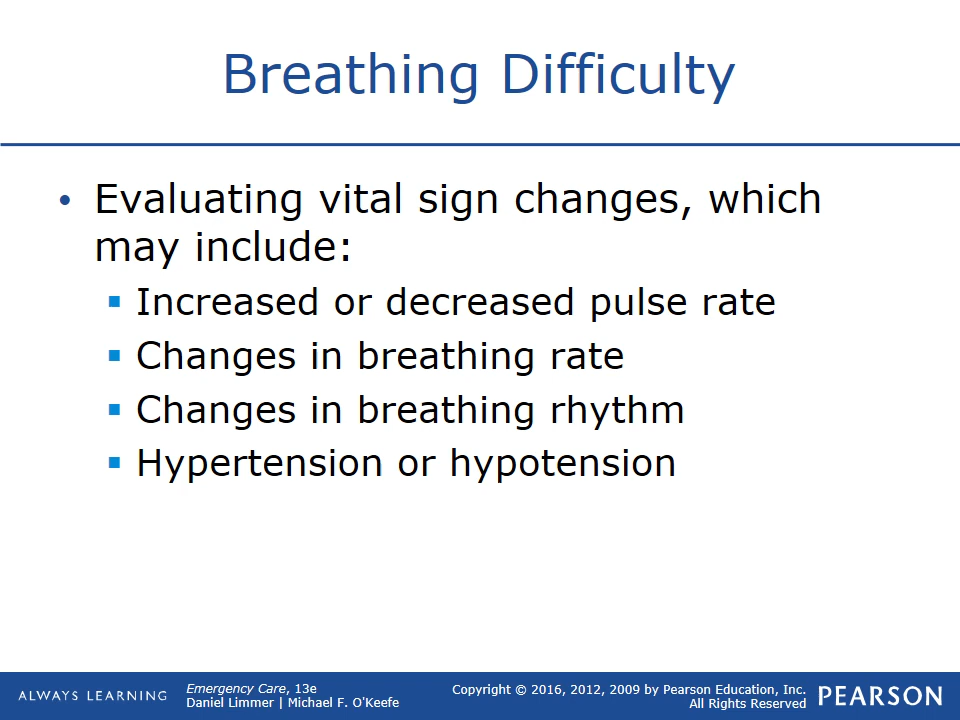 Breathing Difficulty
• Evaluating vital sign changes, which
may include:
▪ Increased or decreased pulse rate
▪ Changes in breathing rate
▪ Changes in breathing rhythm
▪ Hypertension or hypotension
ALWAYS LEARNING
Emergency Care, 13e
Daniel Limmer | Michael F. O'Keefe
Copyright © 2016, 2012, 2009 by Pearson Education, Inc.
All Rights Reserved
PEARSON